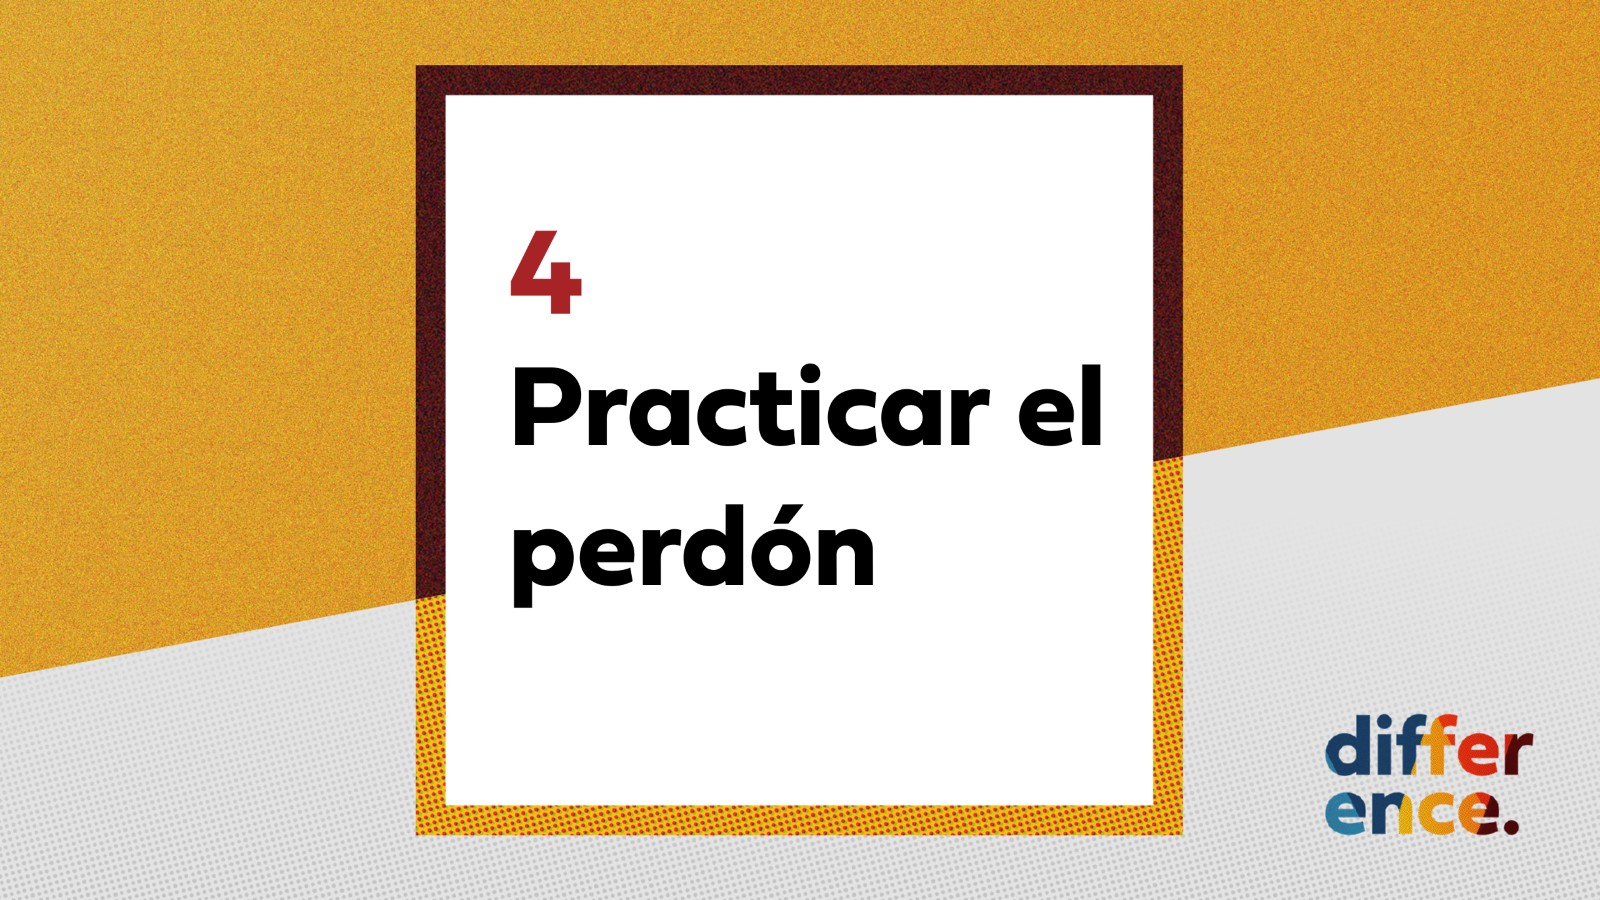 4
Practicar el
perdón
differ
ence.